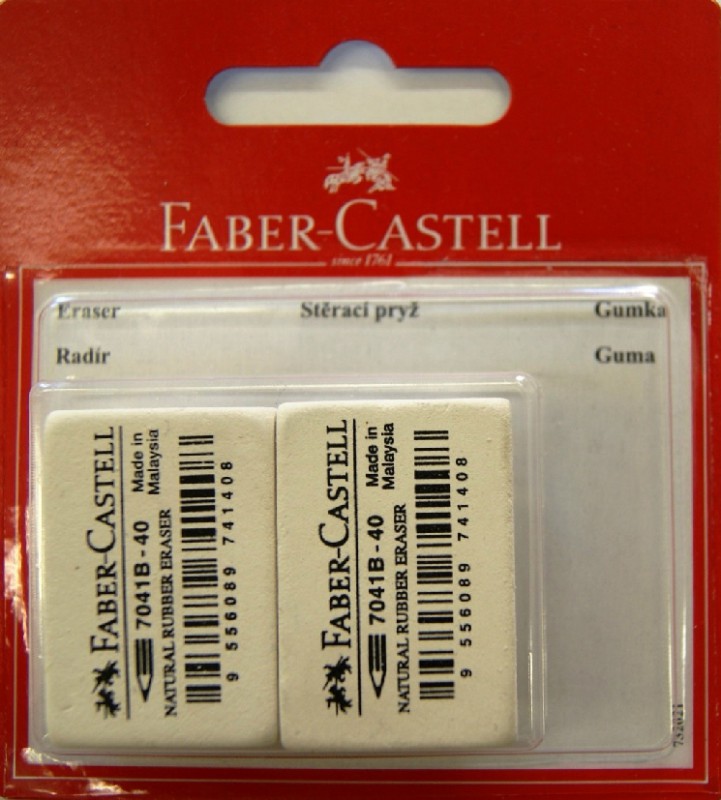 FABER-CASTELL
since 1761
Eraser Stěrací pryž Gumka
Radír Guma
FABER-CASTELL
7041B - 40 Made in Malaysia
NATURAL RUBBER ERASER
9 556089 741408
FABER-CASTELL
7041B - 40 Made in Malaysia
NATURAL RUBBER ERASER
9 556089 741408
732021